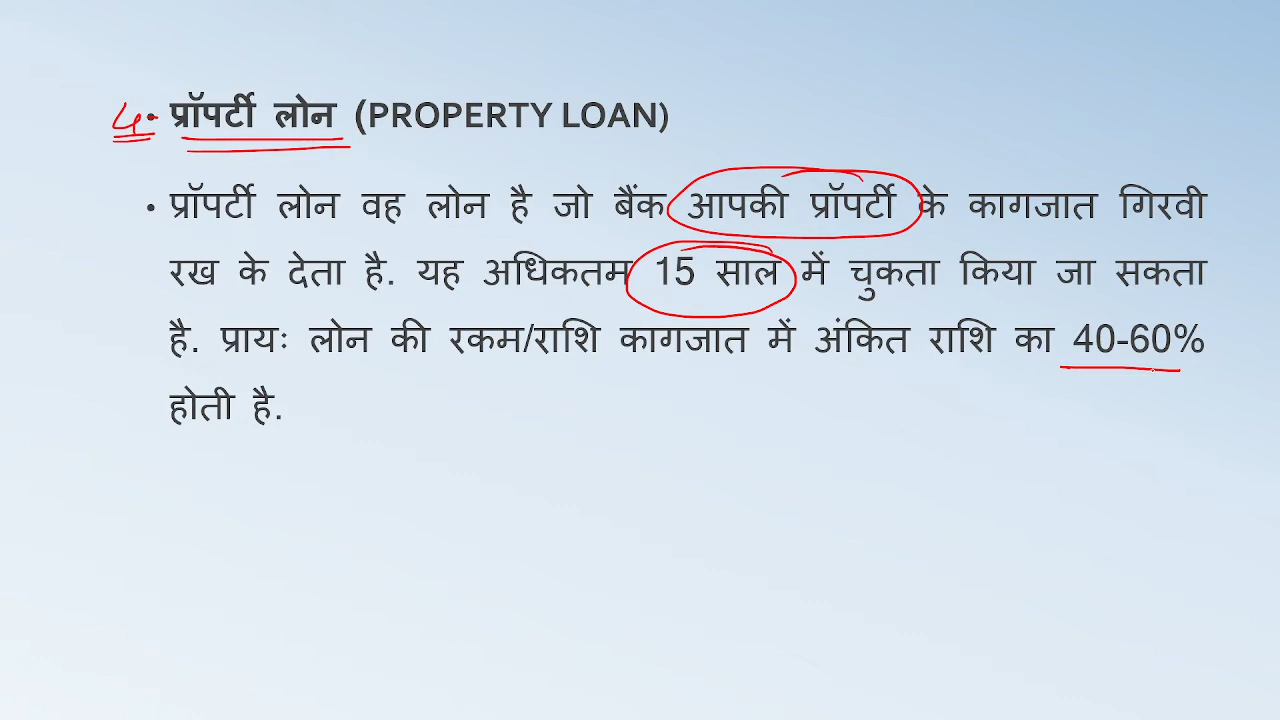 4. प्रॉपर्टी लोन (PROPERTY LOAN)
• प्रॉपर्टी लोन वह लोन है जो बैंक आपकी प्रॉपर्टी के कागजात गिरवी
रख के देता है. यह अधिकतम 15 साल में चुकता किया जा सकता
है. प्रायः लोन की रकम/राशि कागजात में अंकित राशि का 40-60%
होती है.